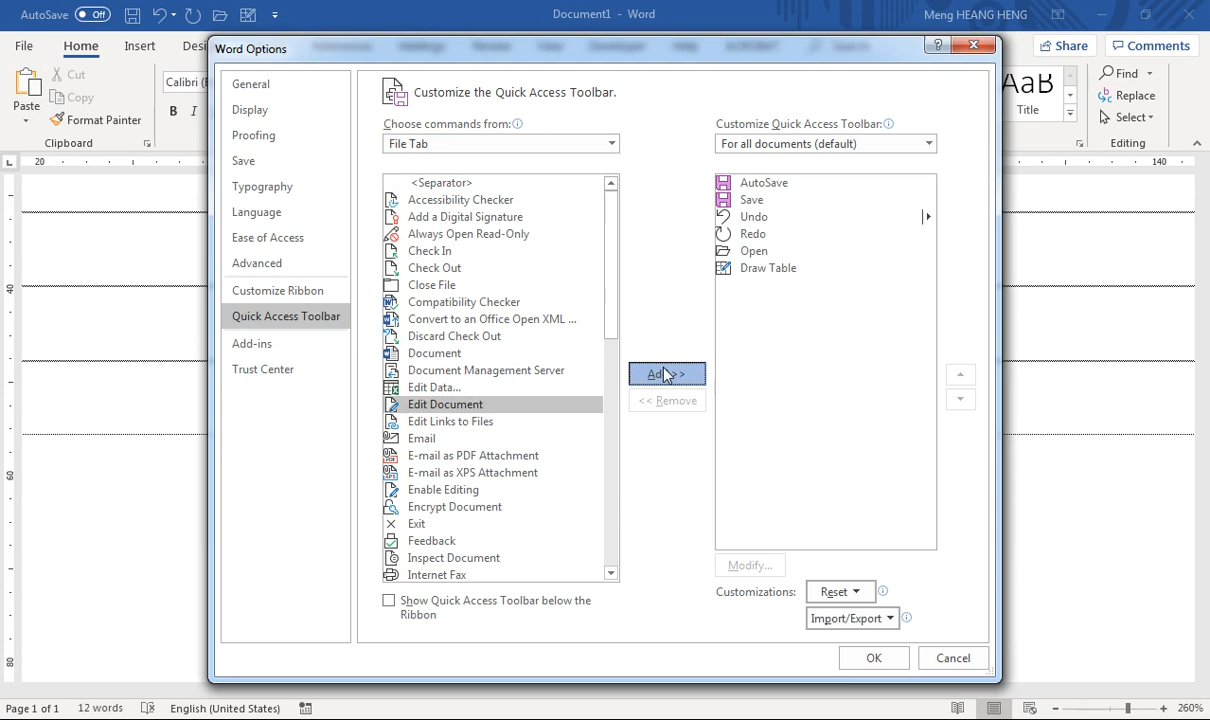 AutoSave Off
Document1 - Word
Meng HEANG HENG
File Home Insert Desi
Share Comments
Paste
Cut
Copy
Format Painter
Clipboard
Calibri (B
B I
AaB
Title
Find
Replace
Select
Editing
20
140
40
60
80
Word Options
General
Display
Proofing
Save
Typography
Language
Ease of Access
Advanced
Customize Ribbon
Quick Access Toolbar
Add-ins
Trust Center
Customize the Quick Access Toolbar.
Choose commands from:
File Tab
<Separator>
Accessibility Checker
Add a Digital Signature
Always Open Read-Only
Check In
Check Out
Close File
Compatibility Checker
Convert to an Office Open XML ...
Discard Check Out
Document
Document Management Server
Edit Data...
Edit Document
Edit Links to Files
Email
E-mail as PDF Attachment
E-mail as XPS Attachment
Enable Editing
Encrypt Document
Exit
Feedback
Inspect Document
Internet Fax
Show Quick Access Toolbar below the
Ribbon
Add >>
<< Remove
Customize Quick Access Toolbar:
For all documents (default)
AutoSave
Save
Undo
Redo
Open
Draw Table
Modify...
Customizations: Reset
Import/Export
OK Cancel
Page 1 of 1 12 words English (United States)
260%